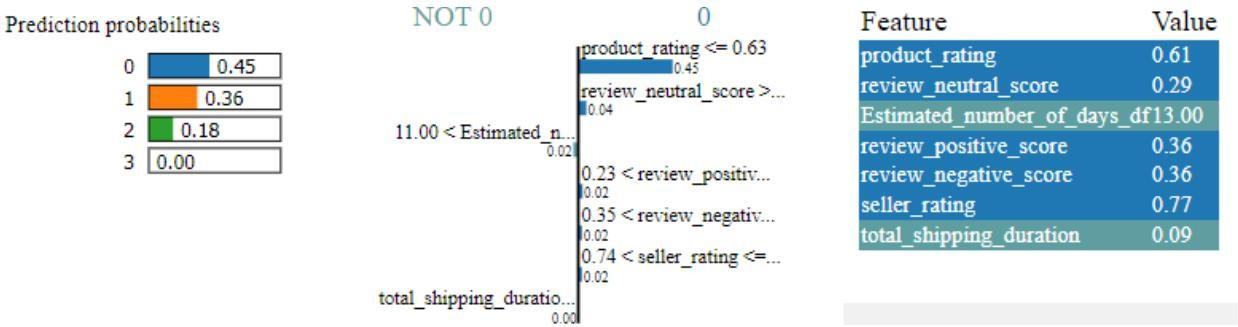 Prediction probabilities
0 0.45
1 0.36
2 0.18
3 0.00
NOT 0 0
product_rating <= 0.63
0.45
review_neutral_score >...
0.04
11.00 < Estimated_n...
0.02
0.23 < review_positiv...
0.02
0.35 < review_negativ...
0.02
0.74 < seller_rating <=...
0.02
total_shipping_duratio...
0.00
Feature Value
product_rating 0.61
review_neutral_score 0.29
Estimated_number_of_days_df13.00
review_positive_score 0.36
review_negative_score 0.36
seller_rating 0.77
total_shipping_duration 0.09